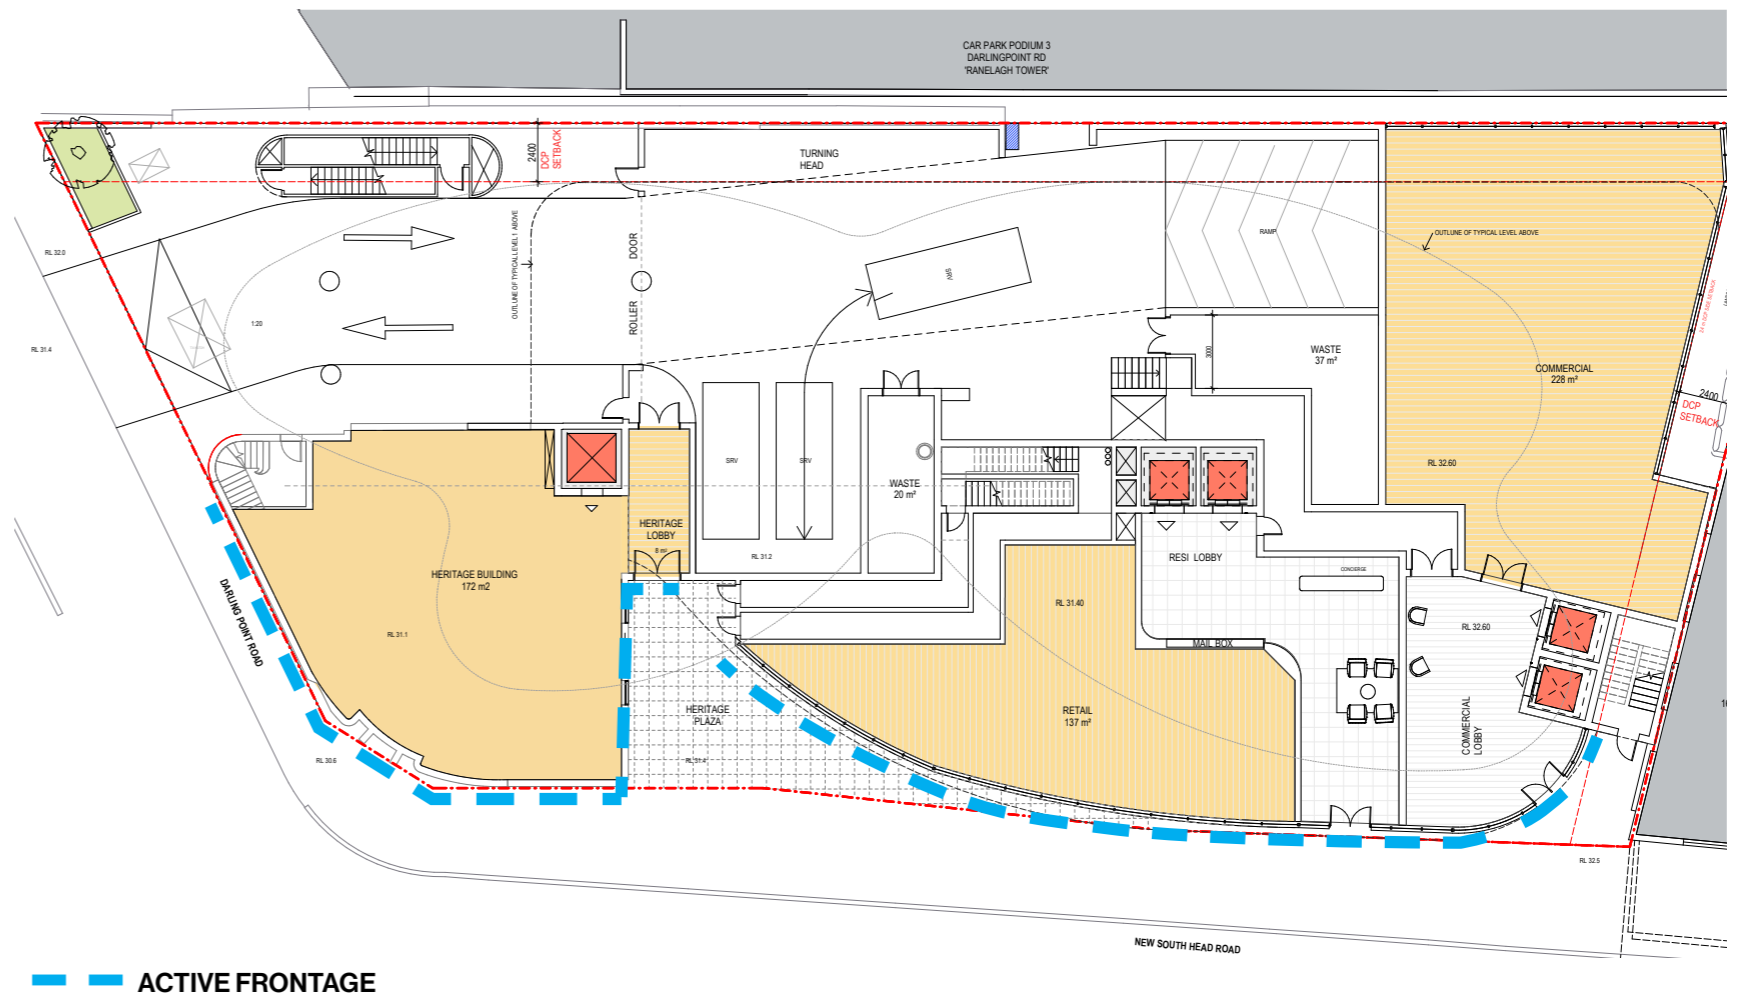 CAR PARK PODIUM 3
DARLINGPOINT RD
'RANELAGH TOWER'
2400
DCP
SETBACK
TURNING
HEAD
OUTLINE OF TYPICAL LEVEL 1 ABOVE
ROLLER DOOR
RAMP
OUTLUNE OF TYPICAL LEVEL ABOVE
RL 32.0
RL 31.4
1:20
SRV
3000
WASTE
37 m²
COMMERCIAL
228 m²
2400
DCP
SETBACK
RL 32.60
SRV
SRV
WASTE
20 m²
HERITAGE
LOBBY
8 m²
RL 31.2
RESI LOBBY
CONCIERGE
HERITAGE BUILDING
172 m2
RL 31.1
DARLING POINT ROAD
RL 31.40
RL 32.60
MAIL BOX
HERITAGE
PLAZA
RETAIL
137 m²
COMMERCIAL
LOBBY
RL 30.6
RL 31.4
RL 32.5
NEW SOUTH HEAD ROAD
ACTIVE FRONTAGE